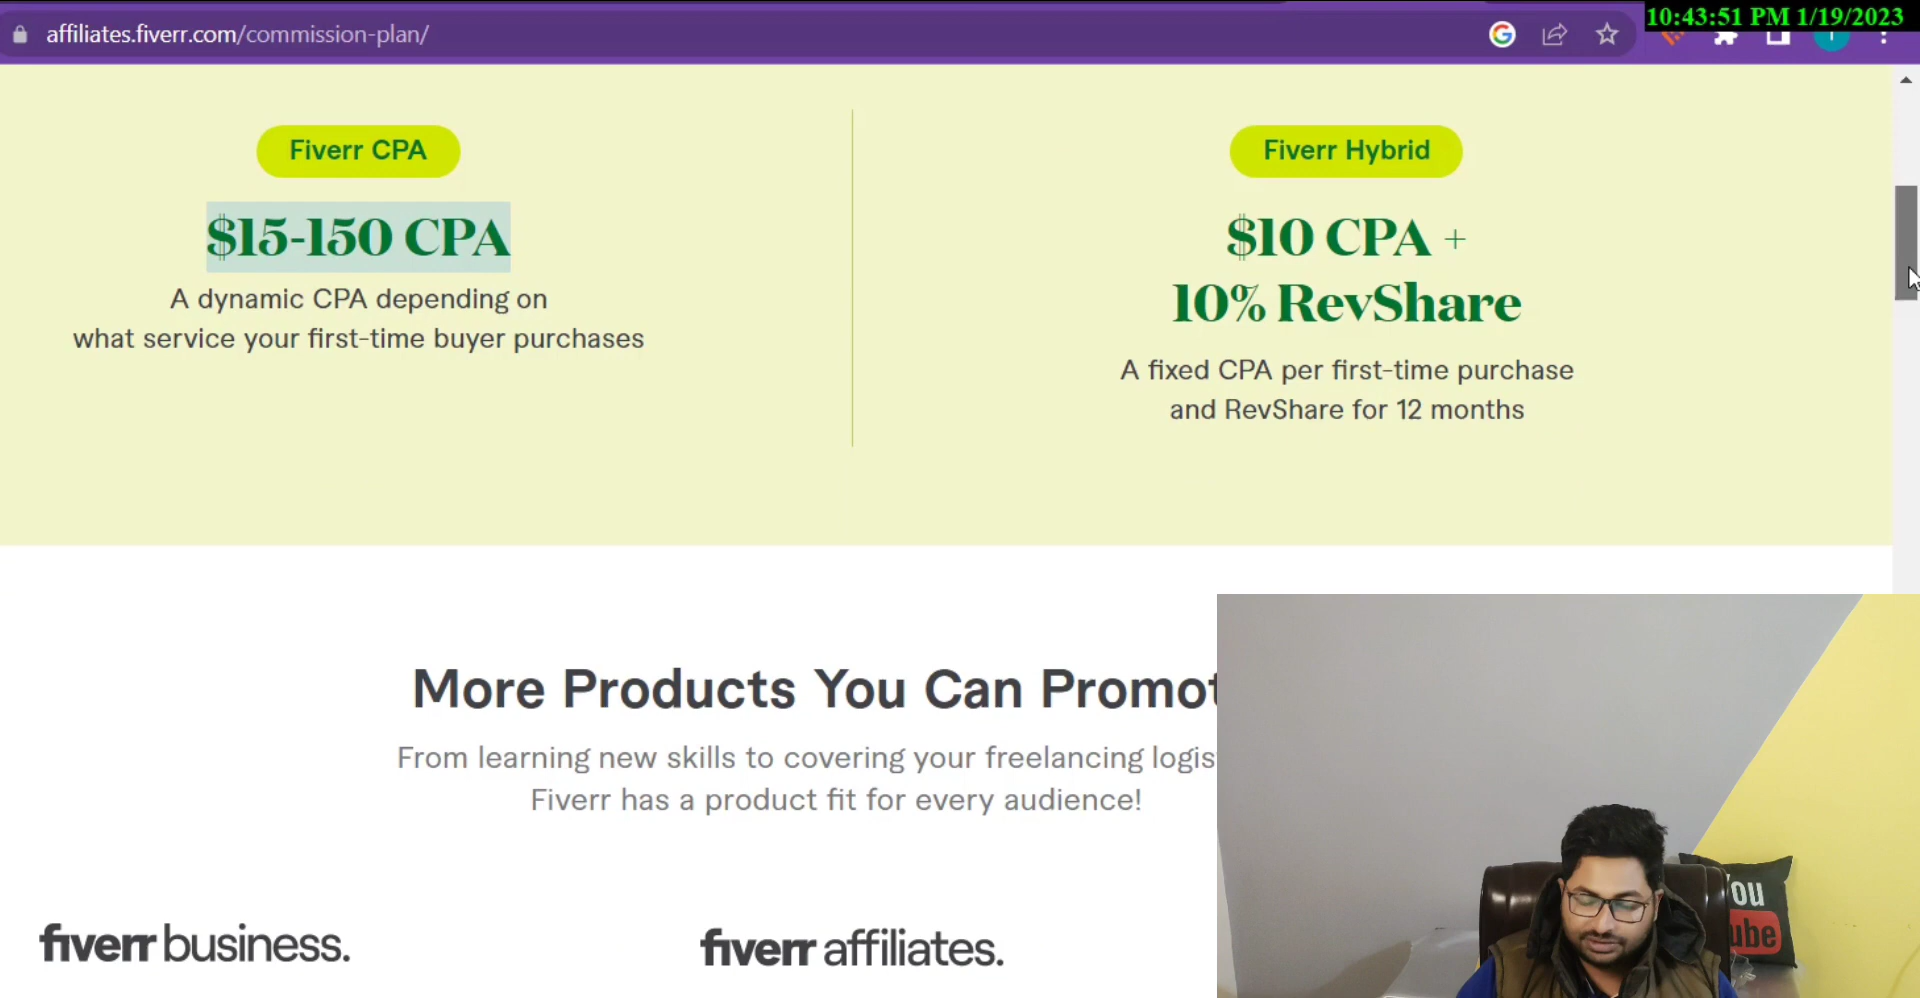 affiliates.fiverr.com/commission-plan/
10:43:51 PM 1/19/2023
Fiverr CPA
$15-150 CPA
A dynamic CPA depending on
what service your first-time buyer purchases
Fiverr Hybrid
$10 CPA +
10% RevShare
A fixed CPA per first-time purchase
and RevShare for 12 months
More Products You Can Promot
From learning new skills to covering your freelancing logis
Fiverr has a product fit for every audience!
fiverr business.
fiverr affiliates.
ou
ube